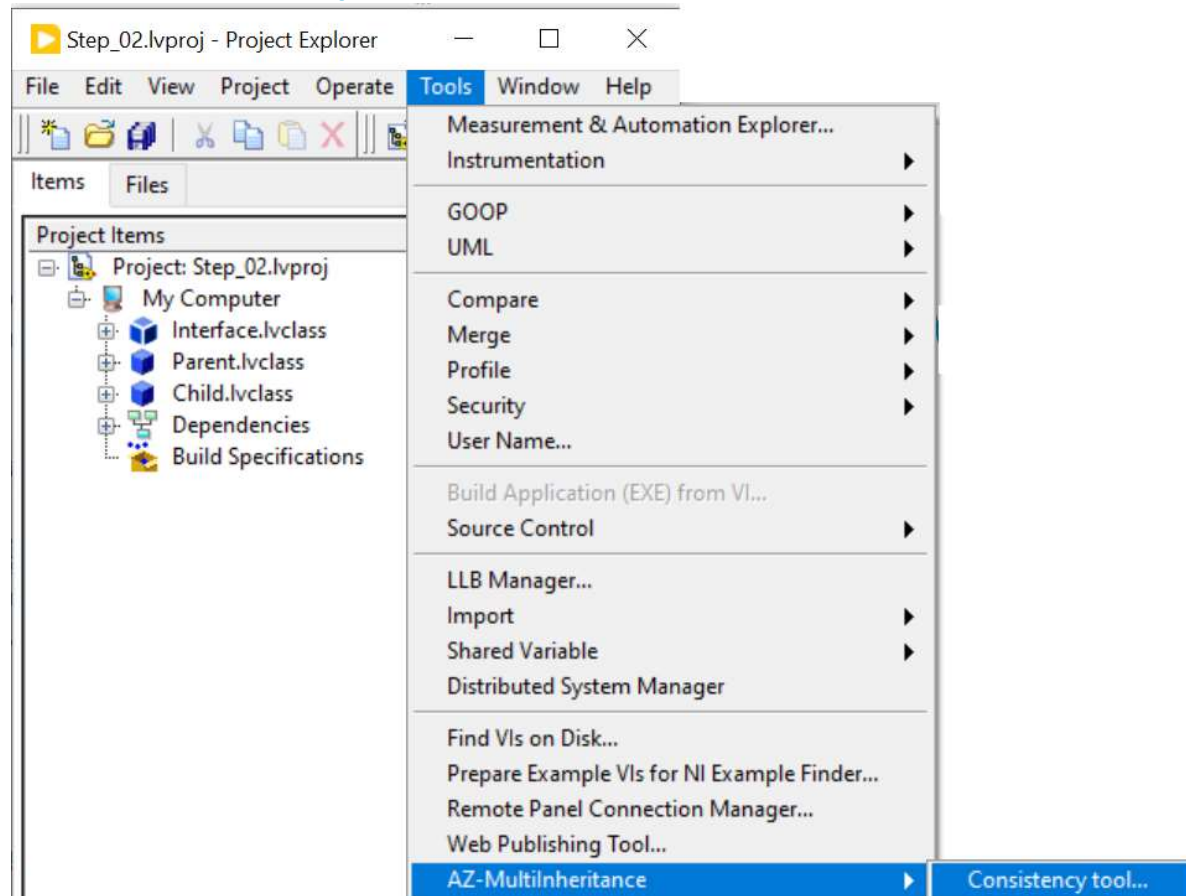 Step_02.lvproj - Project Explorer
File Edit View Project Operate Tools Window Help
Items Files
Project Items
Project: Step_02.lvproj
My Computer
Interface.lvclass
Parent.lvclass
Child.lvclass
Dependencies
Build Specifications
Measurement & Automation Explorer...
Instrumentation
GOOP
UML
Compare
Merge
Profile
Security
User Name...
Build Application (EXE) from VI...
Source Control
LLB Manager...
Import
Shared Variable
Distributed System Manager
Find VIs on Disk...
Prepare Example VIs for NI Example Finder...
Remote Panel Connection Manager...
Web Publishing Tool...
AZ-MultiInheritance
Consistency tool...